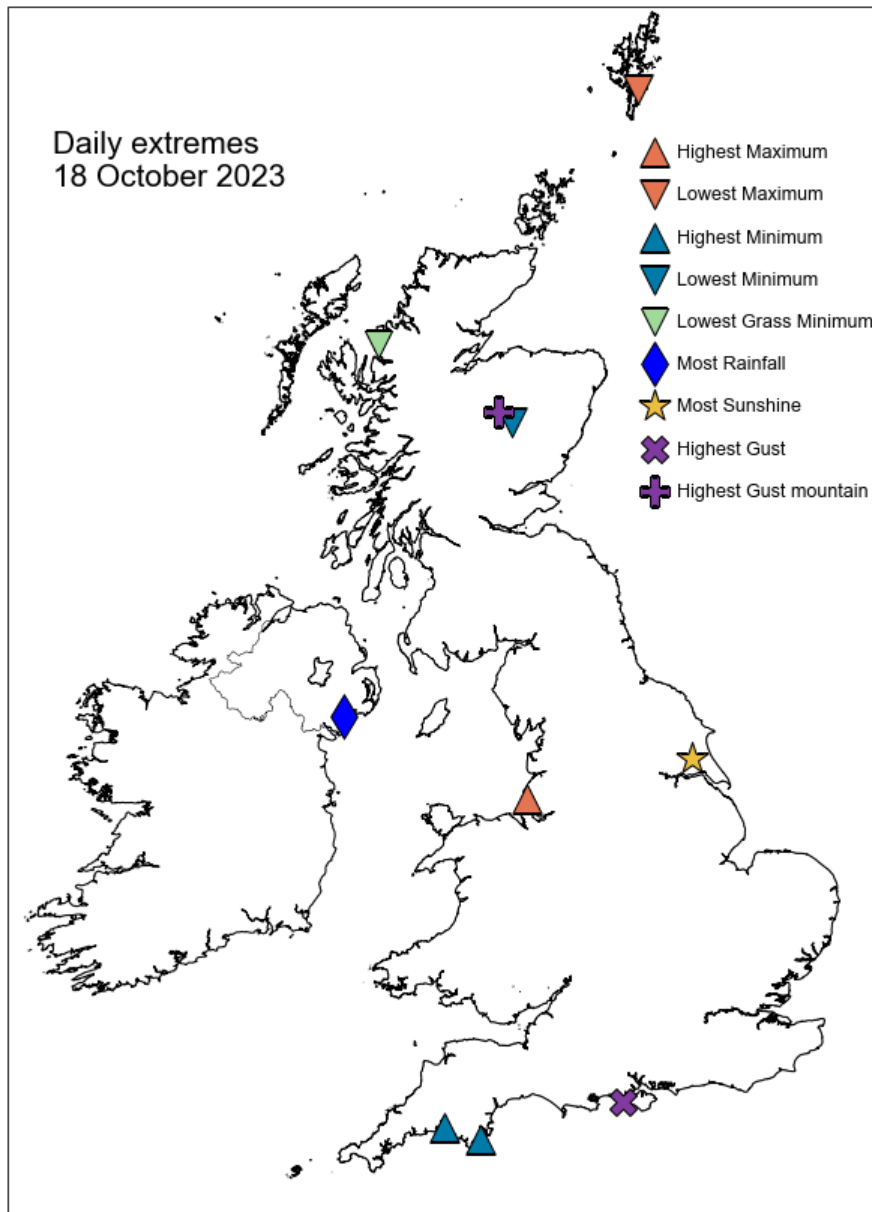 Daily extremes
18 October 2023
Highest Maximum
Lowest Maximum
Highest Minimum
Lowest Minimum
Lowest Grass Minimum
Most Rainfall
Most Sunshine
Highest Gust
Highest Gust mountain